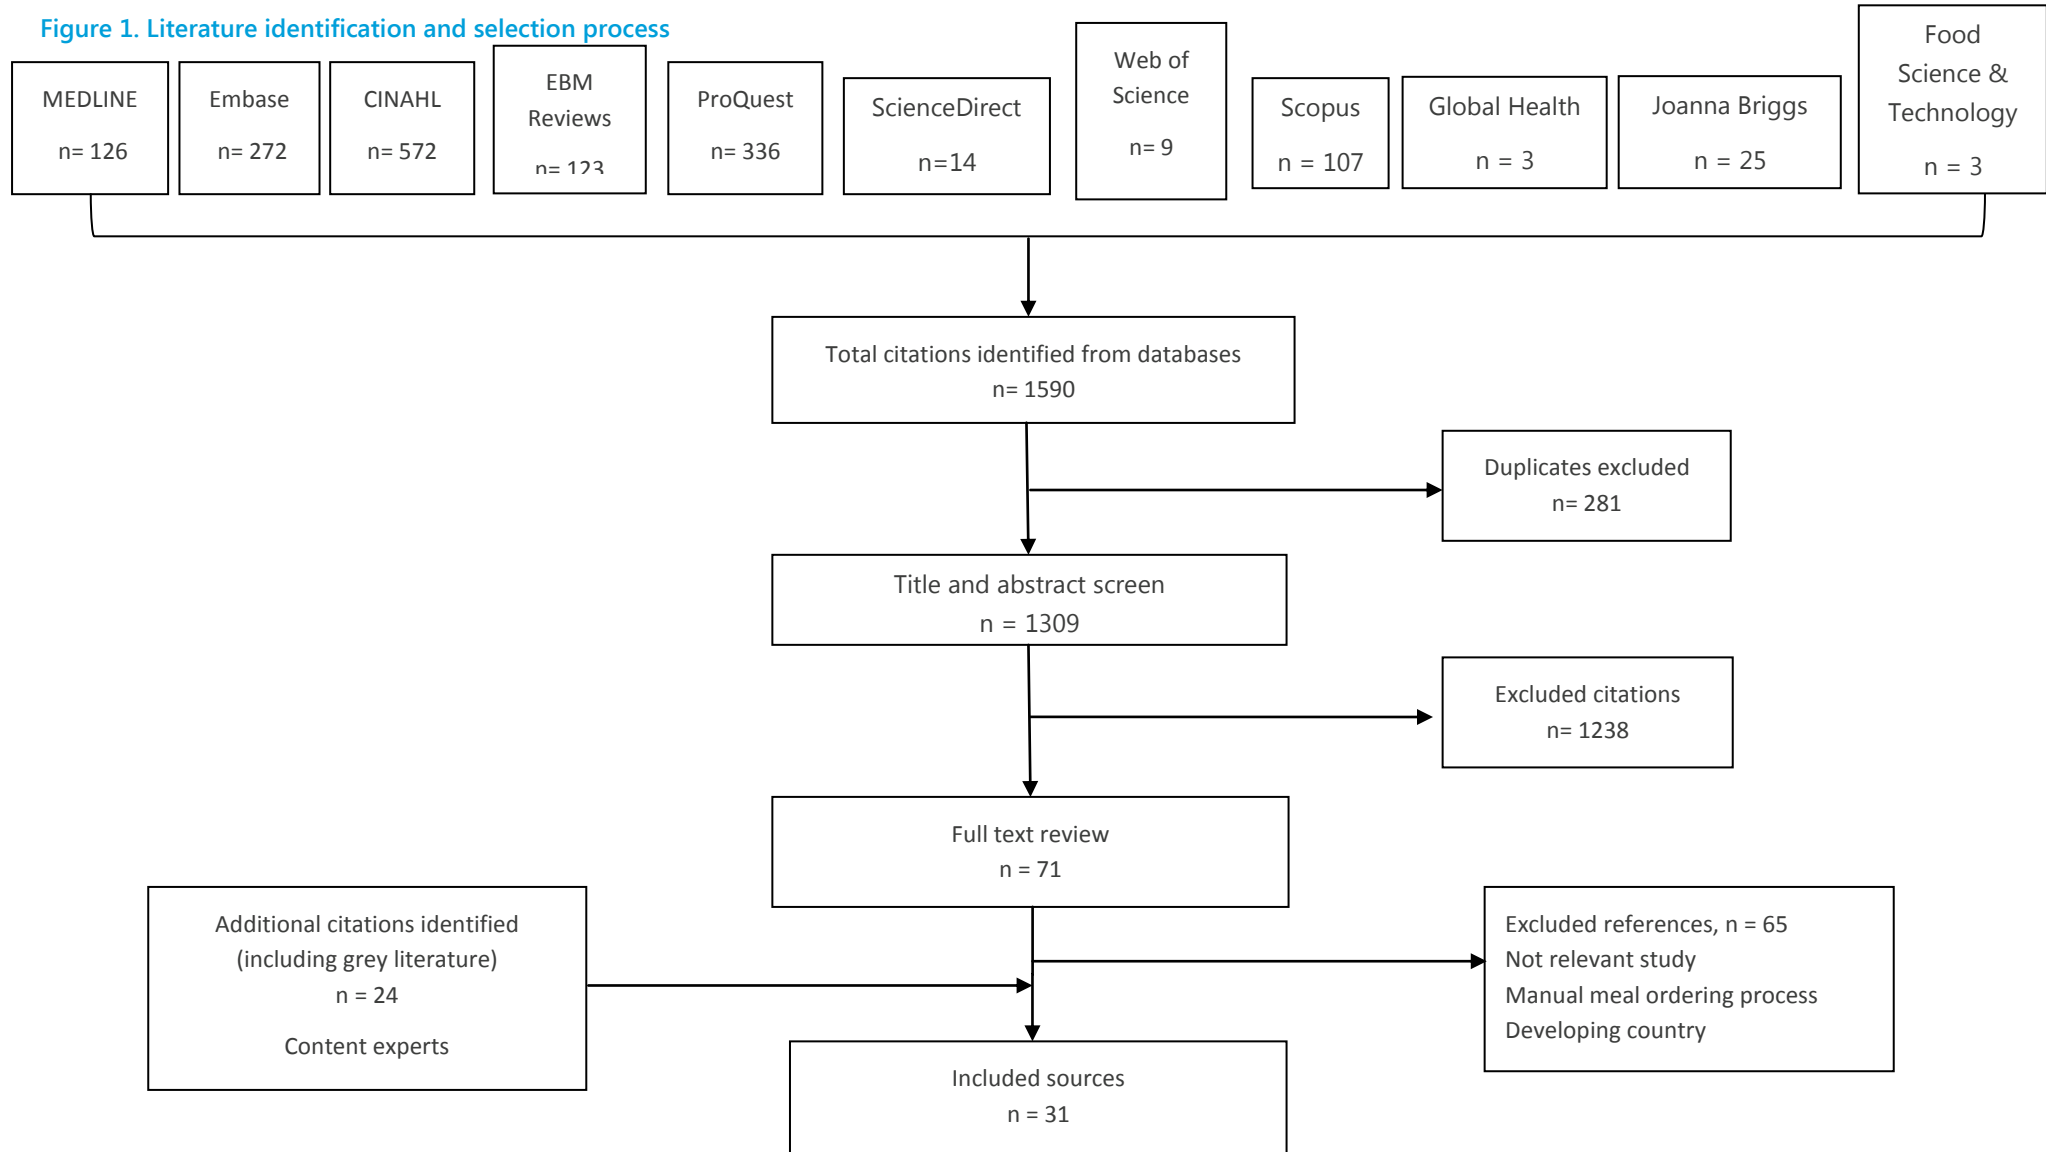 Figure 1. Literature identification and selection process
MEDLINE
n= 126
Embase
n= 272
CINAHL
n= 572
EBM
Reviews
n= 123
ProQuest
n= 336
ScienceDirect
n=14
Web of
Science
n= 9
Scopus
n = 107
Global Health
n = 3
Joanna Briggs
n = 25
Food
Science &
Technology
n = 3
Total citations identified from databases
n= 1590
Duplicates excluded
n= 281
Title and abstract screen
n = 1309
Excluded citations
n= 1238
Full text review
n = 71
Additional citations identified
(including grey literature)
n = 24
Content experts
Excluded references, n = 65
Not relevant study
Manual meal ordering process
Developing country
Included sources
n = 31